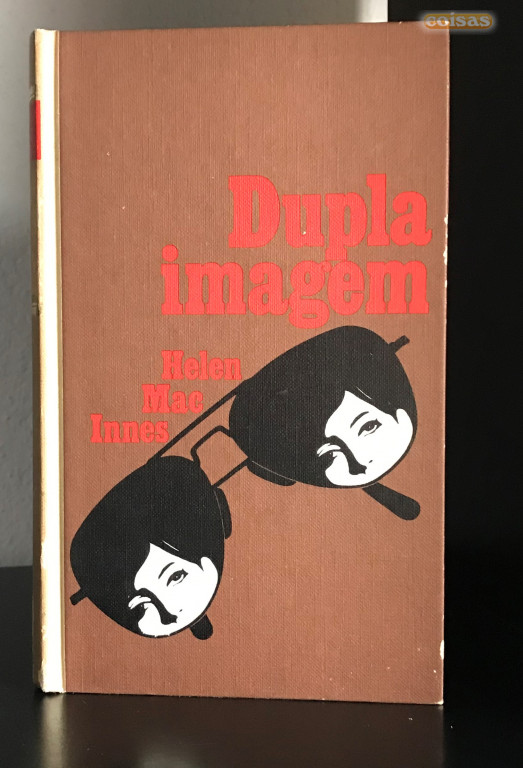 coisas
Dupla
imagem
Helen
Mac
Innes